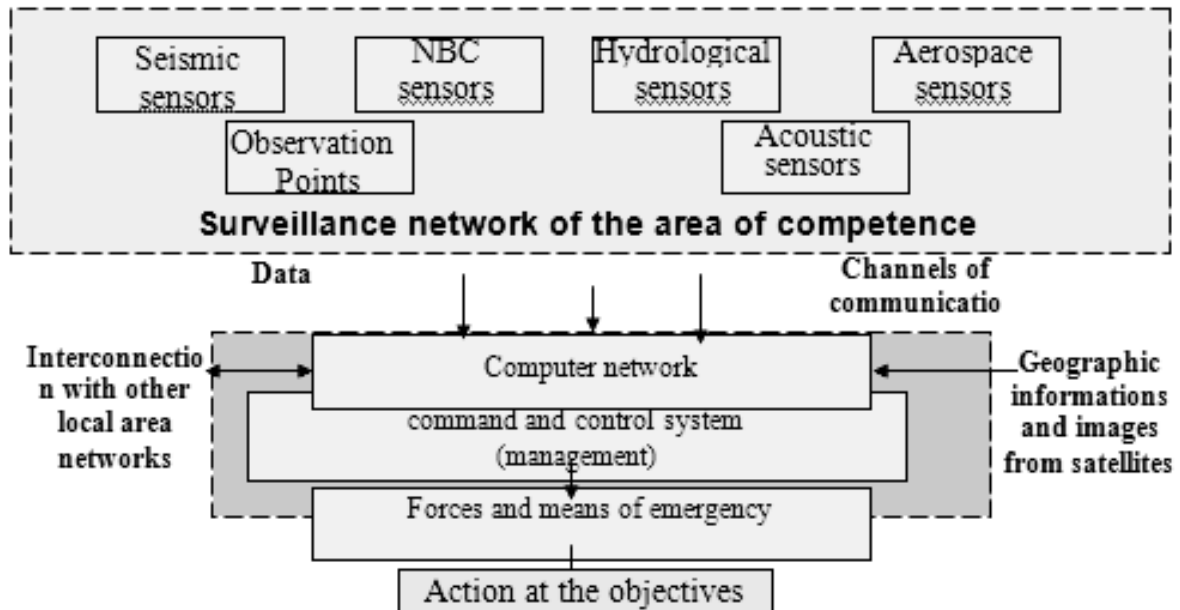 Seismic
sensors
NBC
sensors
Hydrological
sensors
Aerospace
sensors
Observation
Points
Acoustic
sensors
Surveillance network of the area of competence
Data
Channels of
communicatio
Interconnectio
n with other
local area
networks
Computer network
Geographic
informations
and images
from satellites
command and control system
(management)
Forces and means of emergency
Action at the objectives